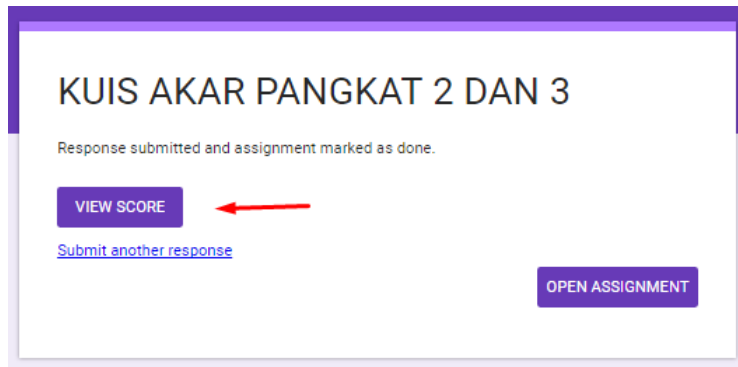 KUIS AKAR PANGKAT 2 DAN 3
Response submitted and assignment marked as done.
VIEW SCORE
Submit another response
OPEN ASSIGNMENT